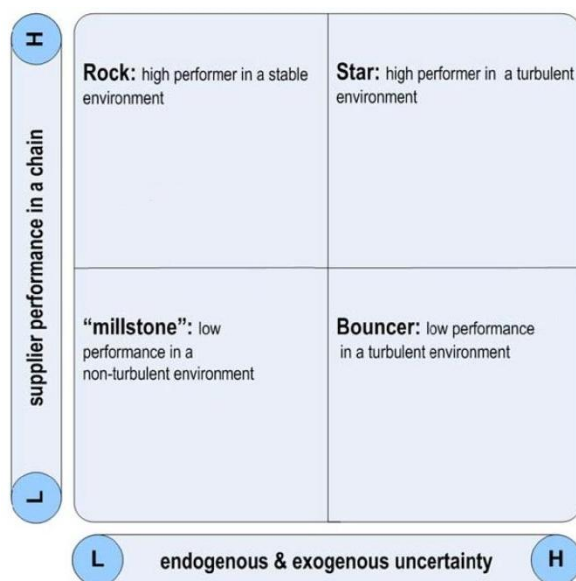 H
Rock: high performer in a stable
environment
Star: high performer in a turbulent
environment
supplier performance in a chain
"millstone": low
performance in a
non-turbulent environment
Bouncer: low performance
in a turbulent environment
L
L
endogenous & exogenous uncertainty
H